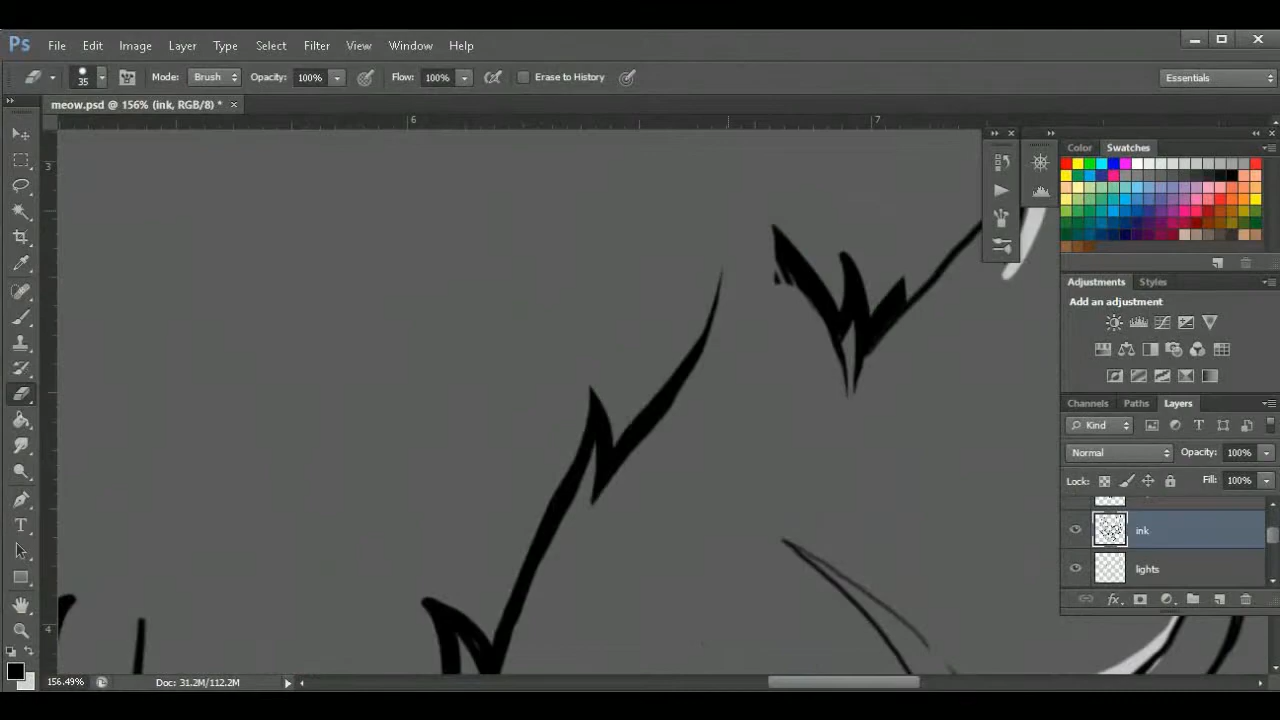 Ps File Edit Image Layer Type Select Filter View Window Help
35 Mode: Brush Opacity: 100% Flow: 100% Erase to History Essentials
meow.psd @ 156% (ink, RGB/8) *
6 7
3
4
Color Swatches
Adjustments Styles
Add an adjustment
Channels Paths Layers
Kind
Normal Opacity: 100%
Lock: Fill: 100%
ink
lights
fx
156.49% Doc: 31.2M/112.2M